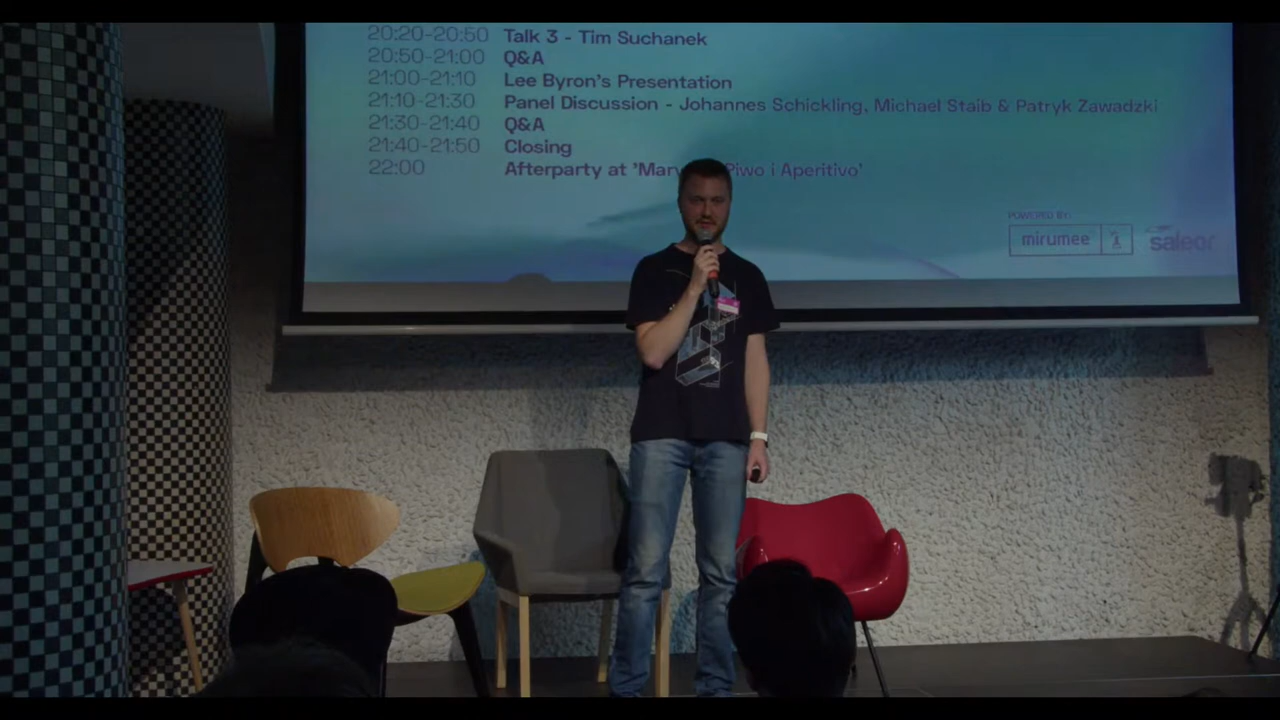 20:20-20:50 Talk 3 - Tim Suchanek
20:50-21:00 Q&A
21:00-21:10 Lee Byron's Presentation
21:10-21:30 Panel Discussion - Johannes Schickling, Michael Staib & Patryk Zawadzki
21:30-21:40 Q&A
21:40-21:50 Closing
22:00 Afterparty at 'Mary Piwo i Aperitivo'
POWERED BY:
mirumee saleor